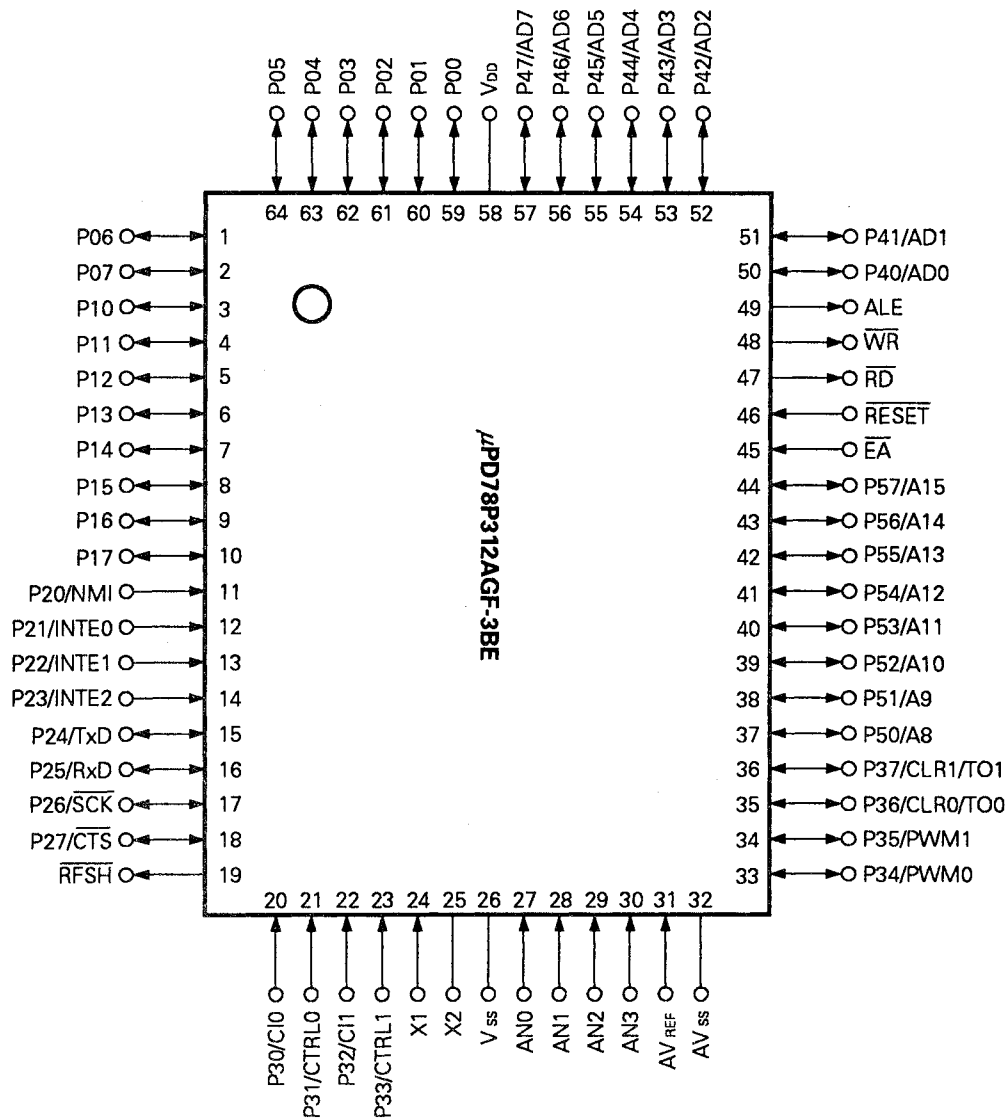 P05
P04
P03
P02
P01
P00
VDD
P47/AD7
P46/AD6
P45/AD5
P44/AD4
P43/AD3
P42/AD2
64 63 62 61 60 59 58 57 56 55 54 53 52
P06 1
P07 2
P10 3
P11 4
P12 5
P13 6
P14 7
P15 8
P16 9
P17 10
P20/NMI 11
P21/INTE0 12
P22/INTE1 13
P23/INTE2 14
P24/TxD 15
P25/RxD 16
P26/S̅C̅K̅ 17
P27/C̅T̅S̅ 18
R̅F̅S̅H̅ 19
µPD78P312AGF-3BE
51 P41/AD1
50 P40/AD0
49 ALE
48 W̅R̅
47 R̅D̅
46 R̅E̅S̅E̅T̅
45 E̅A̅
44 P57/A15
43 P56/A14
42 P55/A13
41 P54/A12
40 P53/A11
39 P52/A10
38 P51/A9
37 P50/A8
36 P37/CLR1/TO1
35 P36/CLR0/TO0
34 P35/PWM1
33 P34/PWM0
20 21 22 23 24 25 26 27 28 29 30 31 32
P30/CI0
P31/CTRL0
P32/CI1
P33/CTRL1
X1
X2
VSS
AN0
AN1
AN2
AN3
AVREF
AVSS